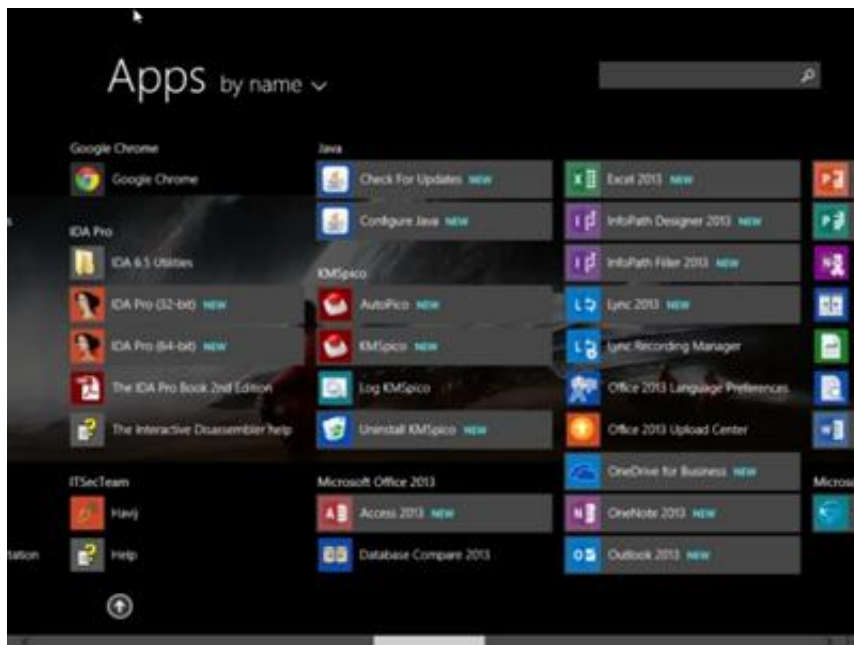 Apps by name
Google Chrome
Google Chrome
IDA Pro
IDA 6.5 Utilities
IDA Pro (32-bit) NEW
IDA Pro (64-bit) NEW
The IDA Pro Book 2nd Edition
The Interactive Disassembler help
ITSecTeam
Havij
Help
Java
Check For Updates NEW
Configure Java NEW
KMSpico
AutoPico NEW
KMSpico NEW
Log KMSpico
Uninstall KMSpico NEW
Microsoft Office 2013
Access 2013 NEW
Database Compare 2013
Excel 2013 NEW
InfoPath Designer 2013 NEW
InfoPath Filler 2013 NEW
Lync 2013 NEW
Lync Recording Manager
Office 2013 Language Preferences
Office 2013 Upload Center
OneDrive for Business NEW
OneNote 2013 NEW
Outlook 2013 NEW